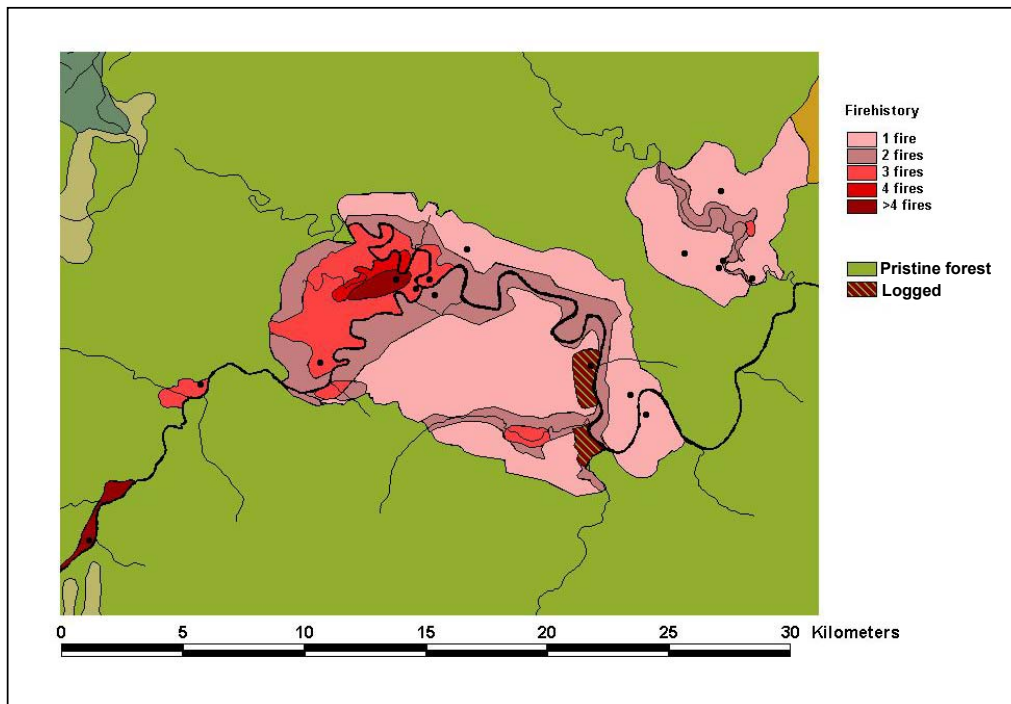 Firehistory
1 fire
2 fires
3 fires
4 fires
>4 fires
Pristine forest
Logged
0 5 10 15 20 25 30 Kilometers